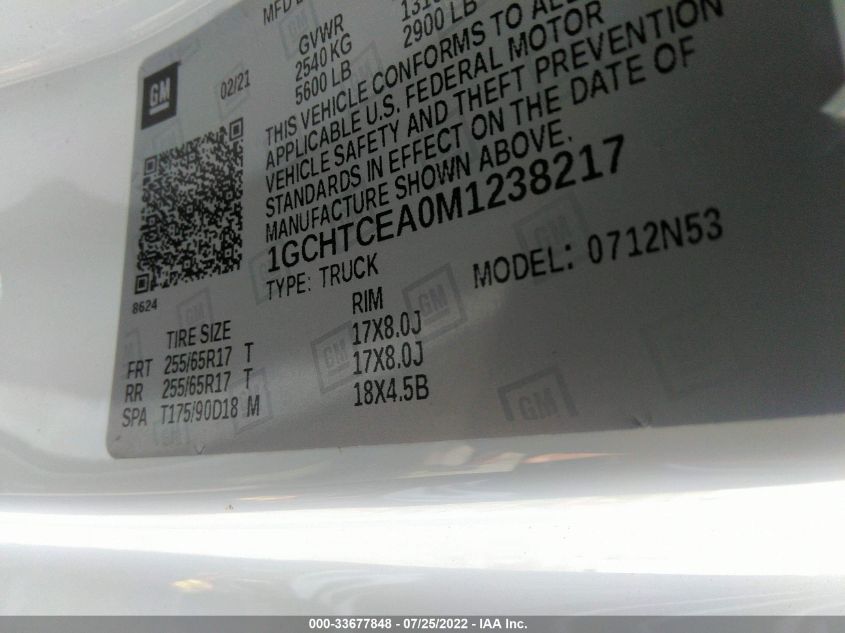 MFD
GM
02/21
GVWR
2540 KG
5600 LB
2900 LB
THIS VEHICLE CONFORMS TO ALL
APPLICABLE U.S. FEDERAL MOTOR
VEHICLE SAFETY AND THEFT PREVENTION
STANDARDS IN EFFECT ON THE DATE OF
MANUFACTURE SHOWN ABOVE.
1GCHTCEA0M1238217
TYPE: TRUCK
MODEL: 0712N53
8624
TIRE SIZE RIM
FRT 255/65R17 T 17X8.0J
RR 255/65R17 T 17X8.0J
SPA T175/90D18 M 18X4.5B
GM
GM
GM
000-33677848 / 07/25/2022 - IAA Inc.